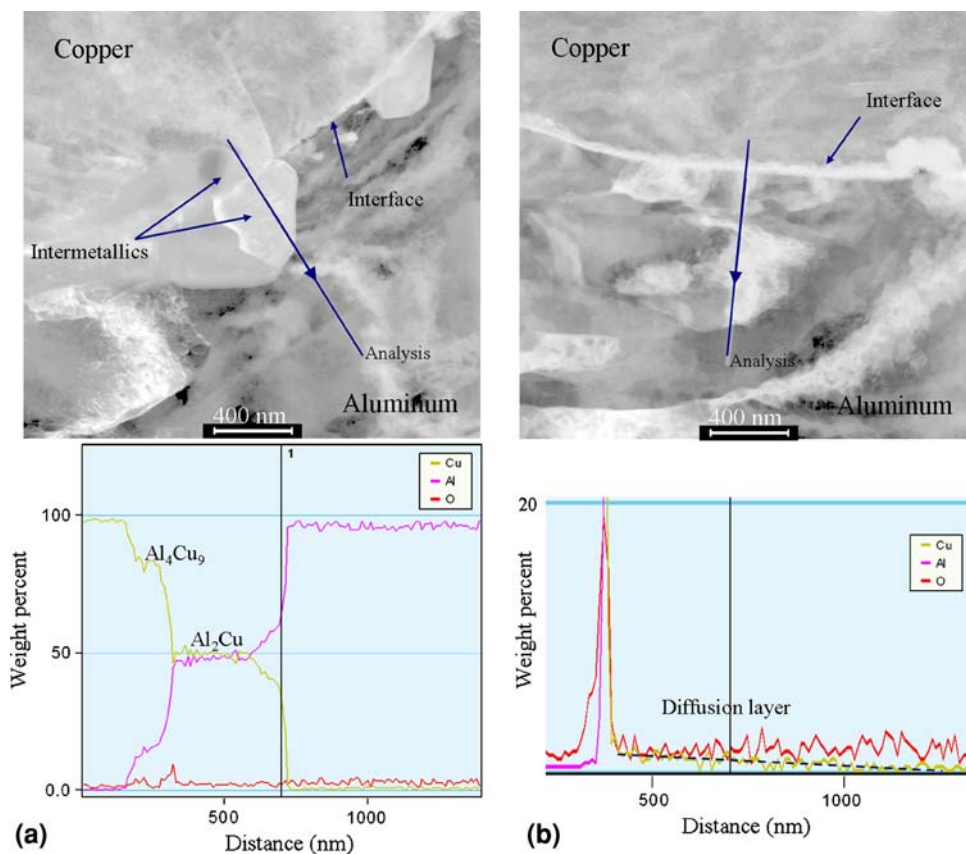 Copper
Interface
Intermetallics
Analysis
Aluminum
400 nm
Copper
Interface
Analysis
Aluminum
400 nm
1
Cu
Al
O
100
Al₄Cu₉
Al₂Cu
50
0.0
500
1000
Weight percent
Distance (nm)
(a)
20
Cu
Al
O
Diffusion layer
500
1000
Weight percent
Distance (nm)
(b)